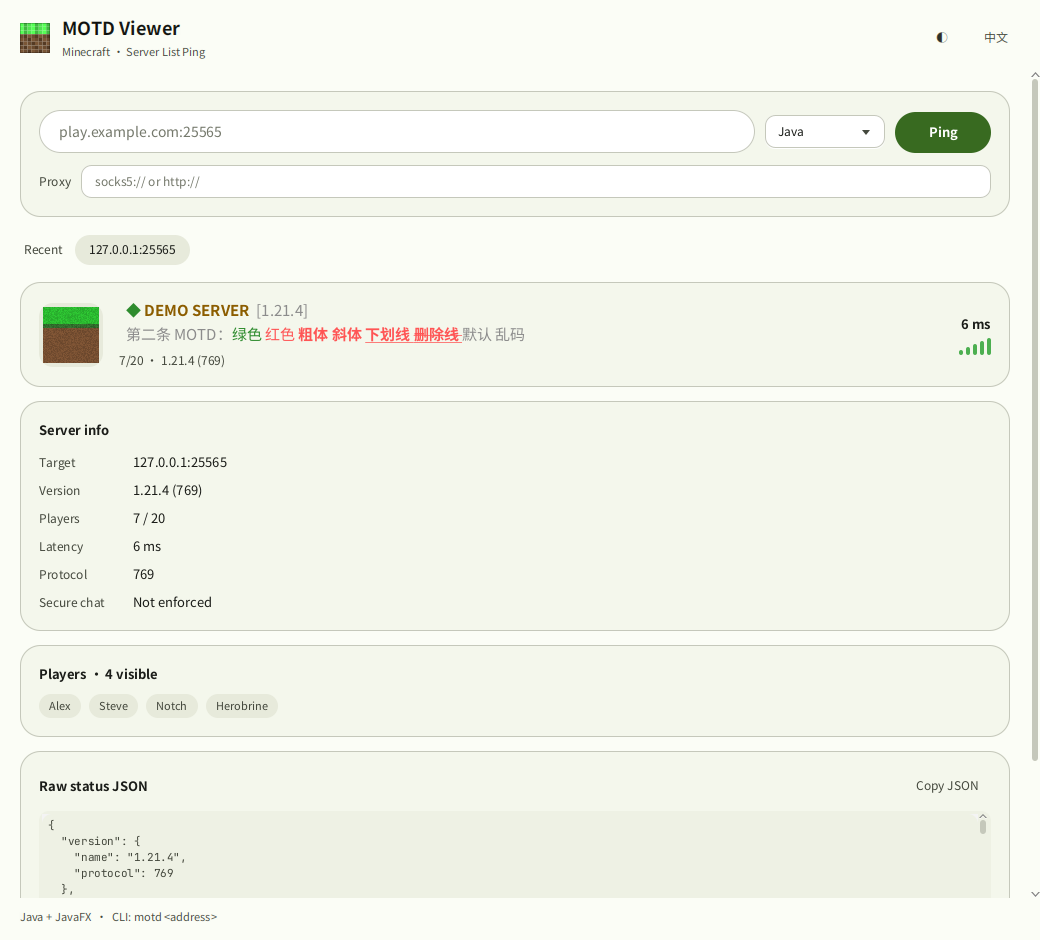 MOTD Viewer
Minecraft • Server List Ping
中文
play.example.com:25565
Java
Ping
Proxy
socks5:// or http://
Recent
127.0.0.1:25565
◆ DEMO SERVER [1.21.4]
第二条 MOTD: 绿色 红色 粗体 斜体 下划线 删除线 默认 乱码
7/20 • 1.21.4 (769)
6 ms
Server info
Target 127.0.0.1:25565
Version 1.21.4 (769)
Players 7 / 20
Latency 6 ms
Protocol 769
Secure chat Not enforced
Players • 4 visible
Alex Steve Notch Herobrine
Raw status JSON
Copy JSON
{
"version": {
"name": "1.21.4",
"protocol": 769
},
Java + JavaFX • CLI: motd <address>